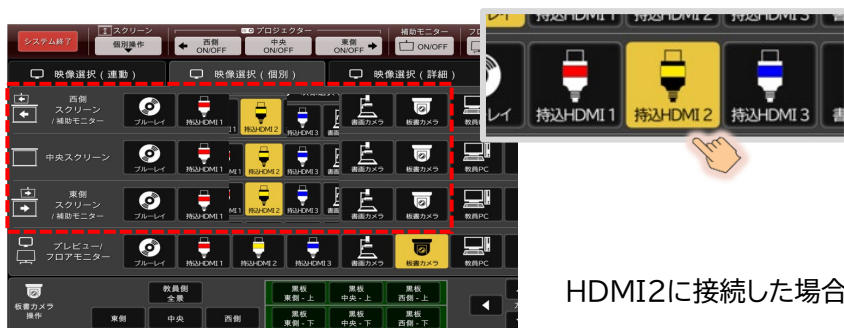 システム終了
スクリーン
個別操作
プロジェクター
西側
ON/OFF
中央
ON/OFF
東側
ON/OFF
補助モニター
ON/OFF
映像選択(連動)
映像選択(個別)
映像選択(詳細)
西側
スクリーン
/補助モニター
ブルーレイ
持込HDMI1
持込HDMI2
持込HDMI3
書画カメラ
板書カメラ
中央スクリーン
ブルーレイ
持込HDMI1
持込HDMI2
持込HDMI3
書画カメラ
板書カメラ
教員PC
東側
スクリーン
/補助モニター
ブルーレイ
持込HDMI1
持込HDMI2
持込HDMI3
書画カメラ
板書カメラ
教員PC
プレビュー/
フロアモニター
ブルーレイ
持込HDMI1
持込HDMI2
持込HDMI3
書画カメラ
板書カメラ
教員PC
板書カメラ
操作
教員側
全景
東側
中央
西側
黒板
東側-上
黒板
中央-上
黒板
西側-上
黒板
東側-下
黒板
中央-下
黒板
西側-下
レイ
持込HDMI1
持込HDMI2
持込HDMI3
書
HDMI2に接続した場合